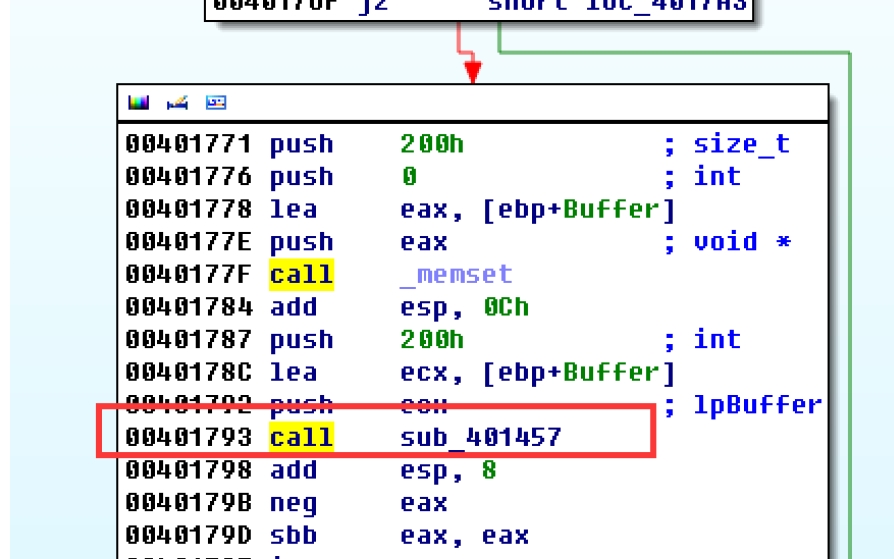 short loc_4017A3
00401771 push 200h ; size_t
00401776 push 0 ; int
00401778 lea eax, [ebp+Buffer]
0040177E push eax ; void *
0040177F call _memset
00401784 add esp, 0Ch
00401787 push 200h ; int
0040178C lea ecx, [ebp+Buffer]
00401792 push ecx ; lpBuffer
00401793 call sub_401457
00401798 add esp, 8
0040179B neg eax
0040179D sbb eax, eax